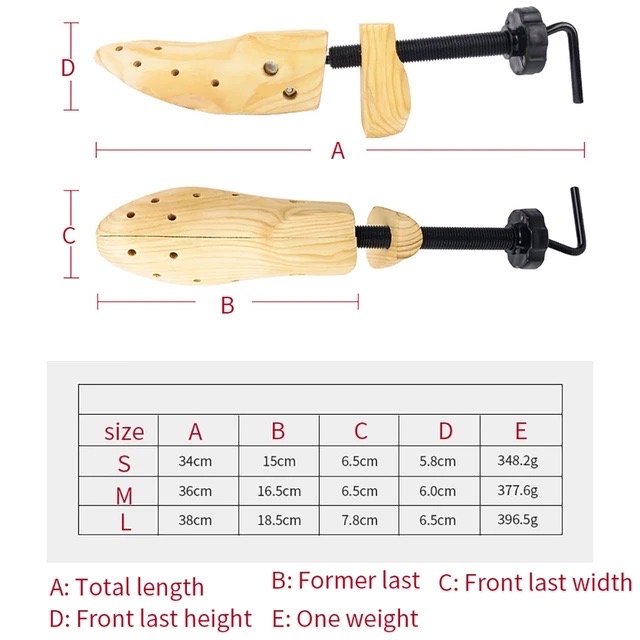 D
A
C
B
size A B C D E
S 34cm 15cm 6.5cm 5.8cm 348.2g
M 36cm 16.5cm 6.5cm 6.0cm 377.6g
L 38cm 18.5cm 7.8cm 6.5cm 396.5g
A: Total length B: Former last C: Front last width
D: Front last height E: One weight